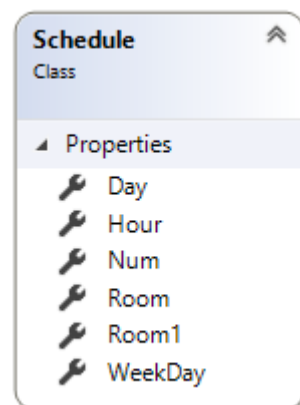 Schedule
Class
Properties
Day
Hour
Num
Room
Room1
WeekDay